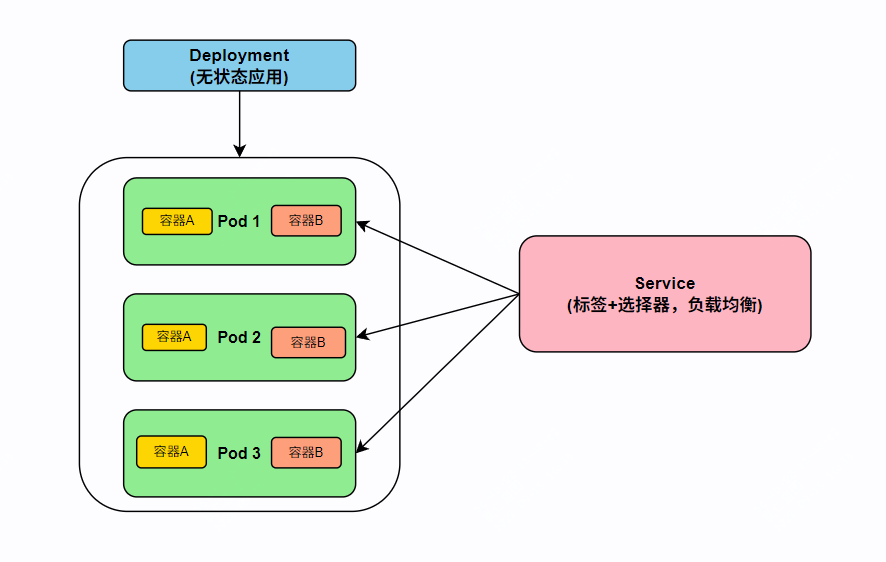 Deployment
(无状态应用)
容器A
Pod 1
容器B
容器A
Pod 2
容器B
容器A
Pod 3
容器B
Service
(标签+选择器，负载均衡)